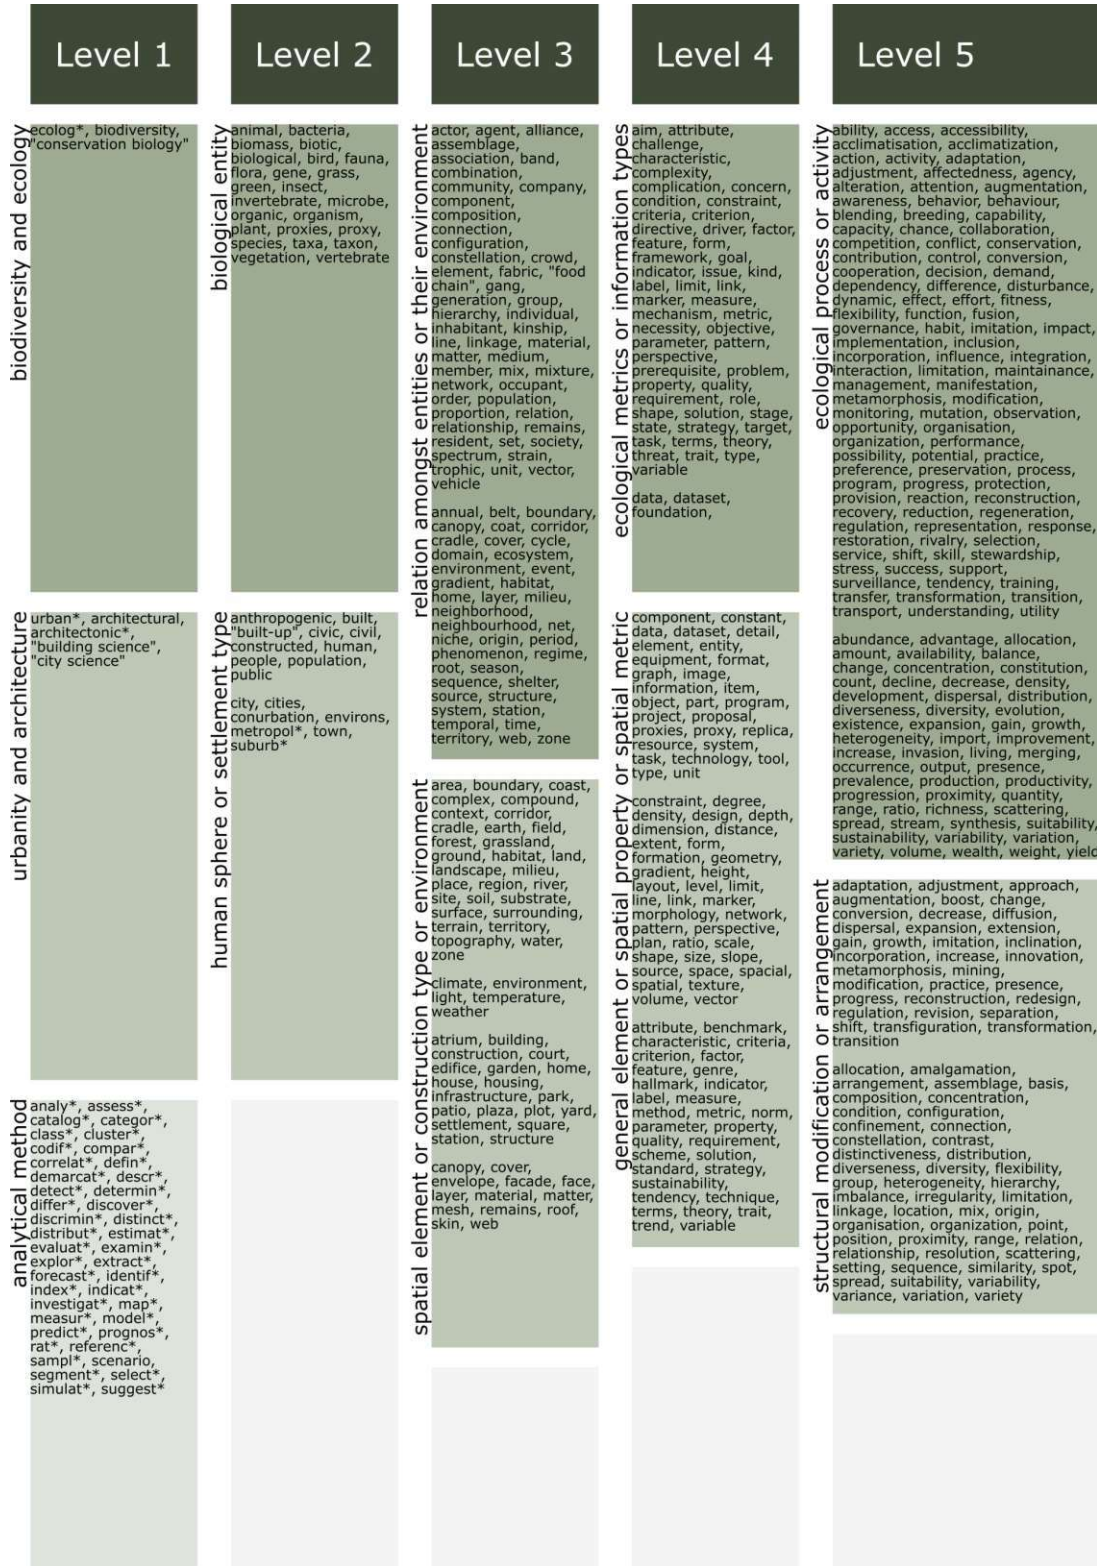 Level 1
Level 2
Level 3
Level 4
Level 5
biodiversity and ecology
ecolog*, biodiversity,
"conservation biology"
urbanity and architecture
urban*, architectural,
architectonic*,
"building science",
"city science"
analytical method
analy*, assess*,
catalog*, categor*,
class*, cluster*,
codif*, compar*,
correlat*, defin*,
demarcat*, descr*,
detect*, determin*,
differ*, discover*,
discrimin*, distinct*,
distribut*, estimat*,
evaluat*, examin*,
explor*, extract*,
forecast*, identif*,
index*, indicat*,
investigat*, map*,
measur*, model*,
predict*, prognos*,
rat*, referenc*,
sampl*, scenario,
segment*, select*,
simulat*, suggest*
biological entity
animal, bacteria,
biomass, biotic,
biological, bird, fauna,
flora, gene, grass,
green, insect,
invertebrate, microbe,
organic, organism,
plant, proxies, proxy,
species, taxa, taxon,
vegetation, vertebrate
human sphere or settlement type
anthropogenic, built,
"built-up", civic, civil,
constructed, human,
people, population,
public
city, cities,
conurbation, environs,
metropol*, town,
suburb*
relation amongst entities or their environment
actor, agent, alliance,
assemblage,
association, band,
combination,
community, company,
component,
composition,
connection,
configuration,
constellation, crowd,
element, fabric, "food
chain", gang,
generation, group,
hierarchy, individual,
inhabitant, kinship,
line, linkage, material,
matter, medium,
member, mix, mixture,
network, occupant,
order, population,
proportion, relation,
relationship, remains,
resident, set, society,
spectrum, strain,
trophic, unit, vector,
vehicle
annual, belt, boundary,
canopy, coat, corridor,
cradle, cover, cycle,
domain, ecosystem,
environment, event,
gradient, habitat,
home, layer, milieu,
neighborhood,
neighbourhood, net,
niche, origin, period,
phenomenon, regime,
root, season,
sequence, shelter,
source, structure,
system, station,
temporal, time,
territory, web, zone
spatial element or construction type or environment
area, boundary, coast,
complex, compound,
context, corridor,
cradle, earth, field,
forest, grassland,
ground, habitat, land,
landscape, milieu,
place, region, river,
site, soil, substrate,
surface, surrounding,
terrain, territory,
topography, water,
zone
climate, environment,
light, temperature,
weather
atrium, building,
construction, court,
edifice, garden, home,
house, housing,
infrastructure, park,
patio, plaza, plot, yard,
settlement, square,
station, structure
canopy, cover,
envelope, facade, face,
layer, material, matter,
mesh, remains, roof,
skin, web
ecological metrics or information types
aim, attribute,
challenge,
characteristic,
complexity,
complication, concern,
condition, constraint,
criteria, criterion,
directive, driver, factor,
feature, form,
framework, goal,
indicator, issue, kind,
label, limit, link,
marker, measure,
mechanism, metric,
necessity, objective,
parameter, pattern,
perspective,
prerequisite, problem,
property, quality,
requirement, role,
shape, solution, stage,
state, strategy, target,
task, terms, theory,
threat, trait, type,
variable
data, dataset,
foundation,
general element or spatial property or spatial metric
component, constant,
data, dataset, detail,
element, entity,
equipment, format,
graph, image,
information, item,
object, part, program,
project, proposal,
proxies, proxy, replica,
resource, system,
task, technology, tool,
type, unit
constraint, degree,
density, design, depth,
dimension, distance,
extent, form,
formation, geometry,
gradient, height,
layout, level, limit,
line, link, marker,
morphology, network,
pattern, perspective,
plan, ratio, scale,
shape, size, slope,
source, space, spacial,
spatial, texture,
volume, vector
attribute, benchmark,
characteristic, criteria,
criterion, factor,
feature, genre,
hallmark, indicator,
label, measure,
method, metric, norm,
parameter, property,
quality, requirement,
scheme, solution,
standard, strategy,
sustainability,
tendency, technique,
terms, theory, trait,
trend, variable
ecological process or activity
ability, access, accessibility,
acclimatisation, acclimatization,
action, activity, adaptation,
adjustment, affectedness, agency,
alteration, attention, augmentation,
awareness, behavior, behaviour,
blending, breeding, capability,
capacity, chance, collaboration,
competition, conflict, conservation,
contribution, control, conversion,
cooperation, decision, demand,
dependency, difference, disturbance,
dynamic, effect, effort, fitness,
flexibility, function, fusion,
governance, habit, imitation, impact,
implementation, inclusion,
incorporation, influence, integration,
interaction, limitation, maintainance,
management, manifestation,
metamorphosis, modification,
monitoring, mutation, observation,
opportunity, organisation,
organization, performance,
possibility, potential, practice,
preference, preservation, process,
program, progress, protection,
provision, reaction, reconstruction,
recovery, reduction, regeneration,
regulation, representation, response,
restoration, rivalry, selection,
service, shift, skill, stewardship,
stress, success, support,
surveillance, tendency, training,
transfer, transformation, transition,
transport, understanding, utility
abundance, advantage, allocation,
amount, availability, balance,
change, concentration, constitution,
count, decline, decrease, density,
development, dispersal, distribution,
diverseness, diversity, evolution,
existence, expansion, gain, growth,
heterogeneity, import, improvement,
increase, invasion, living, merging,
occurrence, output, presence,
prevalence, production, productivity,
progression, proximity, quantity,
range, ratio, richness, scattering,
spread, stream, synthesis, suitability,
sustainability, variability, variation,
variety, volume, wealth, weight, yield
structural modification or arrangement
adaptation, adjustment, approach,
augmentation, boost, change,
conversion, decrease, diffusion,
dispersal, expansion, extension,
gain, growth, imitation, inclination,
incorporation, increase, innovation,
metamorphosis, mining,
modification, practice, presence,
progress, reconstruction, redesign,
regulation, revision, separation,
shift, transfiguration, transformation,
transition
allocation, amalgamation,
arrangement, assemblage, basis,
composition, concentration,
condition, configuration,
confinement, connection,
constellation, contrast,
distinctiveness, distribution,
diverseness, diversity, flexibility,
group, heterogeneity, hierarchy,
imbalance, irregularity, limitation,
linkage, location, mix, origin,
organisation, organization, point,
position, proximity, range, relation,
relationship, resolution, scattering,
setting, sequence, similarity, spot,
spread, suitability, variability,
variance, variation, variety